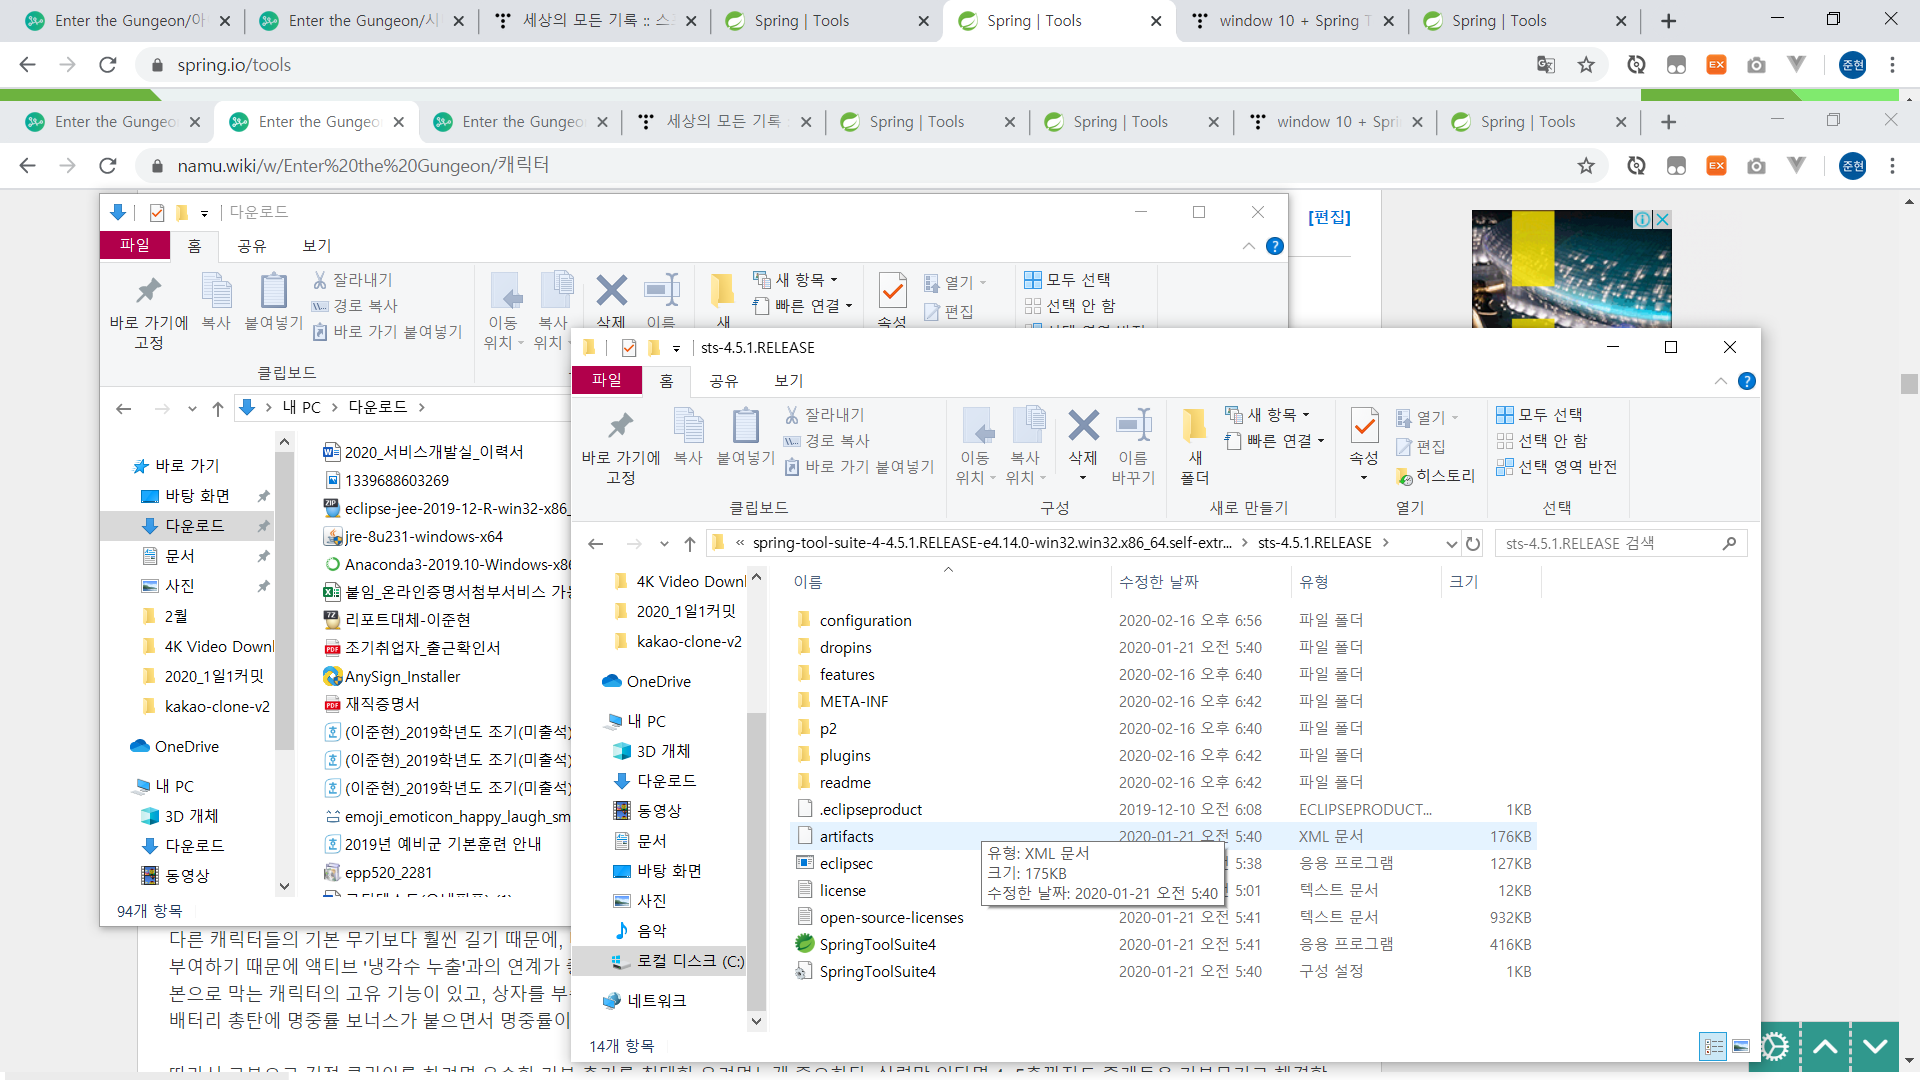 Enter the Gungeon/아 Enter the Gungeon/시 세상의 모든 기록 :: 스프 Spring | Tools Spring | Tools window 10 + Spring T Spring | Tools
spring.io/tools EX 준현
Enter the Gungeo Enter the Gungeo Enter the Gungeo 세상의 모든 기록 : Spring | Tools Spring | Tools window 10 + Spri Spring | Tools
namu.wiki/w/Enter%20the%20Gungeon/캐릭터 EX 준현
다운로드
[편집]
파일 홈 공유 보기
바로 가기에 고정
복사
붙여넣기
잘라내기
경로 복사
바로 가기 붙여넣기
클립보드
이동 위치
복사 위치
삭제
이름
새
새 항목
빠른 연결
속성
열기
편집
모두 선택
선택 안 함
내 PC 다운로드
바로 가기
바탕 화면
다운로드
문서
사진
2월
4K Video Downl
2020_1일1커밋
kakao-clone-v2
OneDrive
내 PC
3D 개체
다운로드
동영상
2020_서비스개발실_이력서
1339688603269
eclipse-jee-2019-12-R-win32-x86_
jre-8u231-windows-x64
Anaconda3-2019.10-Windows-x86
붙임_온라인증명서첨부서비스 가능
리포트대체-이준현
조기취업자_출근확인서
AnySign_Installer
재직증명서
(이준현)_2019학년도 조기(미출석)
(이준현)_2019학년도 조기(미출석)
(이준현)_2019학년도 조기(미출석)
emoji_emoticon_happy_laugh_sm
2019년 예비군 기본훈련 안내
epp520_2281
94개 항목
sts-4.5.1.RELEASE
파일 홈 공유 보기
바로 가기에 고정
복사
붙여넣기
잘라내기
경로 복사
바로 가기 붙여넣기
클립보드
이동 위치
복사 위치
삭제
이름 바꾸기
구성
새 폴더
새 항목
빠른 연결
새로 만들기
속성
열기
편집
히스토리
열기
모두 선택
선택 안 함
선택 영역 반전
선택
« spring-tool-suite-4-4.5.1.RELEASE-e4.14.0-win32.win32.x86_64.self-extr... sts-4.5.1.RELEASE
sts-4.5.1.RELEASE 검색
4K Video Downl
2020_1일1커밋
kakao-clone-v2
OneDrive
내 PC
3D 개체
다운로드
동영상
문서
바탕 화면
사진
음악
로컬 디스크 (C:)
네트워크
이름 수정한 날짜 유형 크기
configuration 2020-02-16 오후 6:56 파일 폴더
dropins 2020-01-21 오전 5:40 파일 폴더
features 2020-02-16 오후 6:40 파일 폴더
META-INF 2020-02-16 오후 6:42 파일 폴더
p2 2020-02-16 오후 6:40 파일 폴더
plugins 2020-02-16 오후 6:42 파일 폴더
readme 2020-02-16 오후 6:42 파일 폴더
.eclipseproduct 2019-12-10 오전 6:08 ECLIPSEPRODUCT... 1KB
artifacts 2020-01-21 오전 5:40 XML 문서 176KB
eclipsec 5:38 응용 프로그램 127KB
license 5:01 텍스트 문서 12KB
open-source-licenses 2020-01-21 오전 5:41 텍스트 문서 932KB
SpringToolSuite4 2020-01-21 오전 5:41 응용 프로그램 416KB
SpringToolSuite4 2020-01-21 오전 5:40 구성 설정 1KB
유형: XML 문서
크기: 175KB
수정한 날짜: 2020-01-21 오전 5:40
14개 항목
다른 캐릭터들의 기본 무기보다 훨씬 길기 때문에,
부여하기 때문에 액티브 '냉각수 누출'과의 연계가
본으로 막는 캐릭터의 고유 기능이 있고, 상자를 부
배터리 총탄에 명중률 보너스가 붙으면서 명중률이